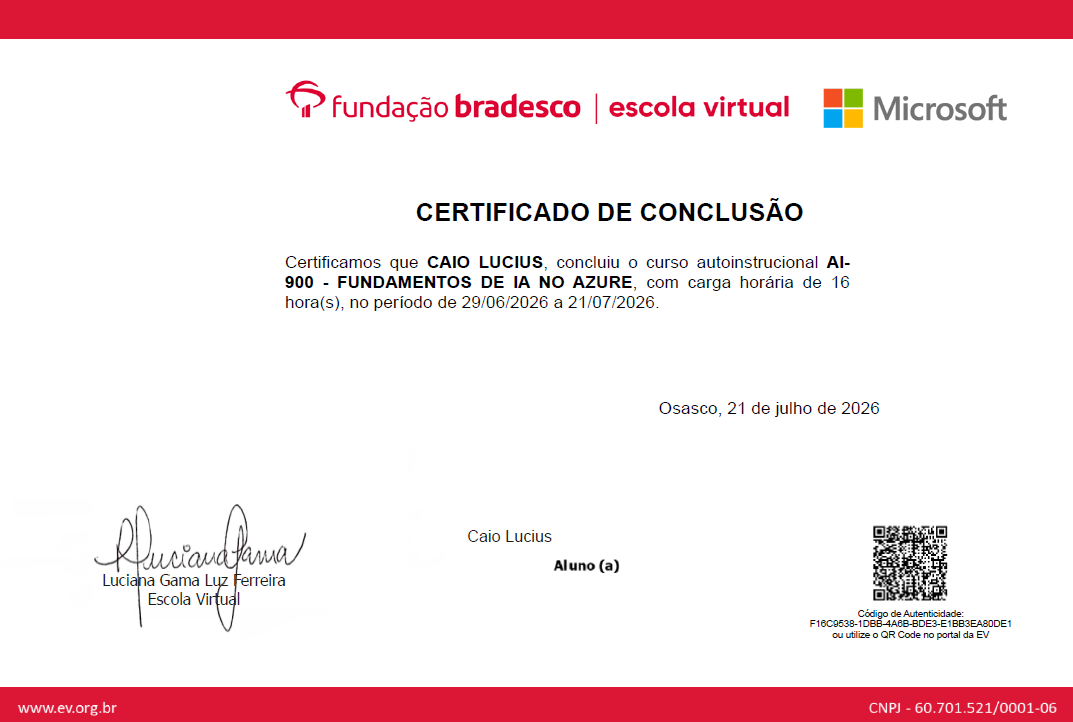 fundação bradesco | escola virtual Microsoft
CERTIFICADO DE CONCLUSÃO
Certificamos que CAIO LUCIUS, concluiu o curso autoinstrucional AI-
900 - FUNDAMENTOS DE IA NO AZURE, com carga horária de 16
hora(s), no período de 29/06/2026 a 21/07/2026.
Osasco, 21 de julho de 2026
Luciana Gama
Luciana Gama Luz Ferreira
Escola Virtual
Caio Lucius
Aluno (a)
Código de Autenticidade:
F16C9538-1DBB-4A6B-BDE3-E1BB3EA80DE1
ou utilize o QR Code no portal da EV
www.ev.org.br
CNPJ - 60.701.521/0001-06